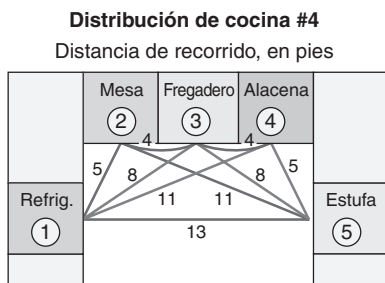 Distribución de cocina #4
Distancia de recorrido, en pies
Mesa Fregadero Alacena
2 3 4
4 4
5 8 8 5
11 11
Refrig. Estufa
1 13 5